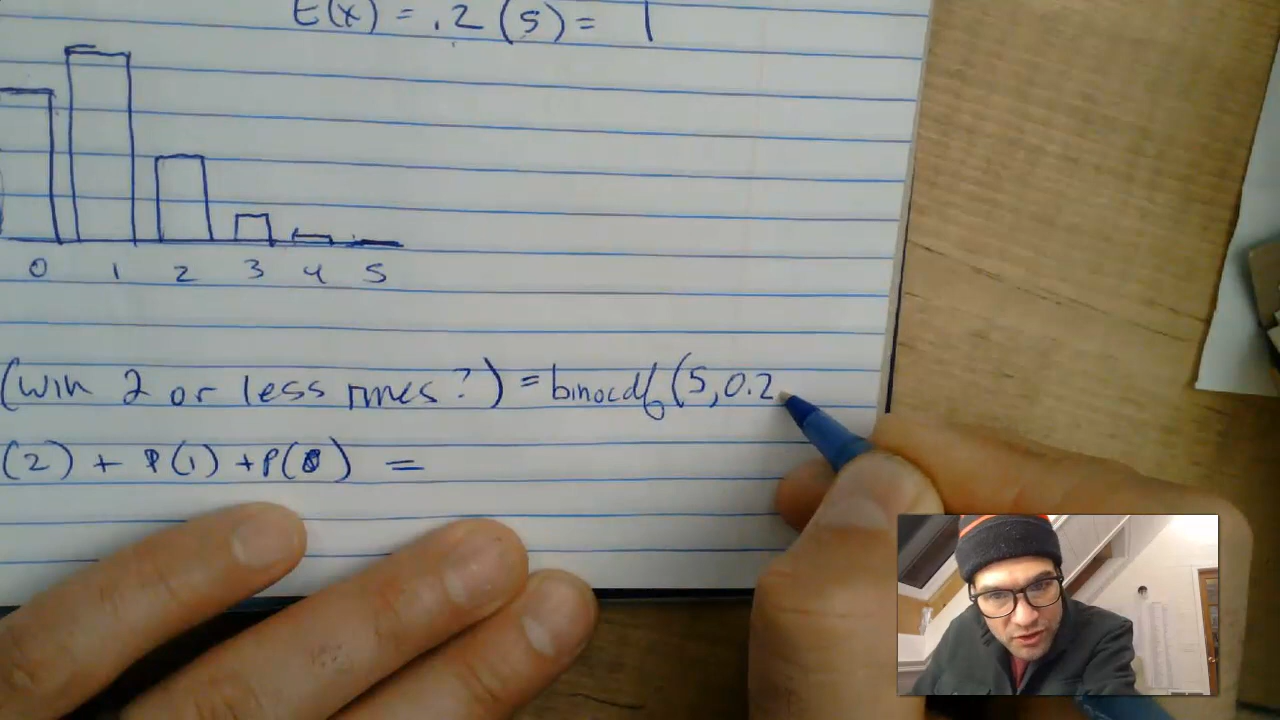 E(x) = .2 (5) = 1
0 1 2 3 4 5
(Win 2 or less times?) = binocdf (5,0.2
(2) + P(1) + P(0) =